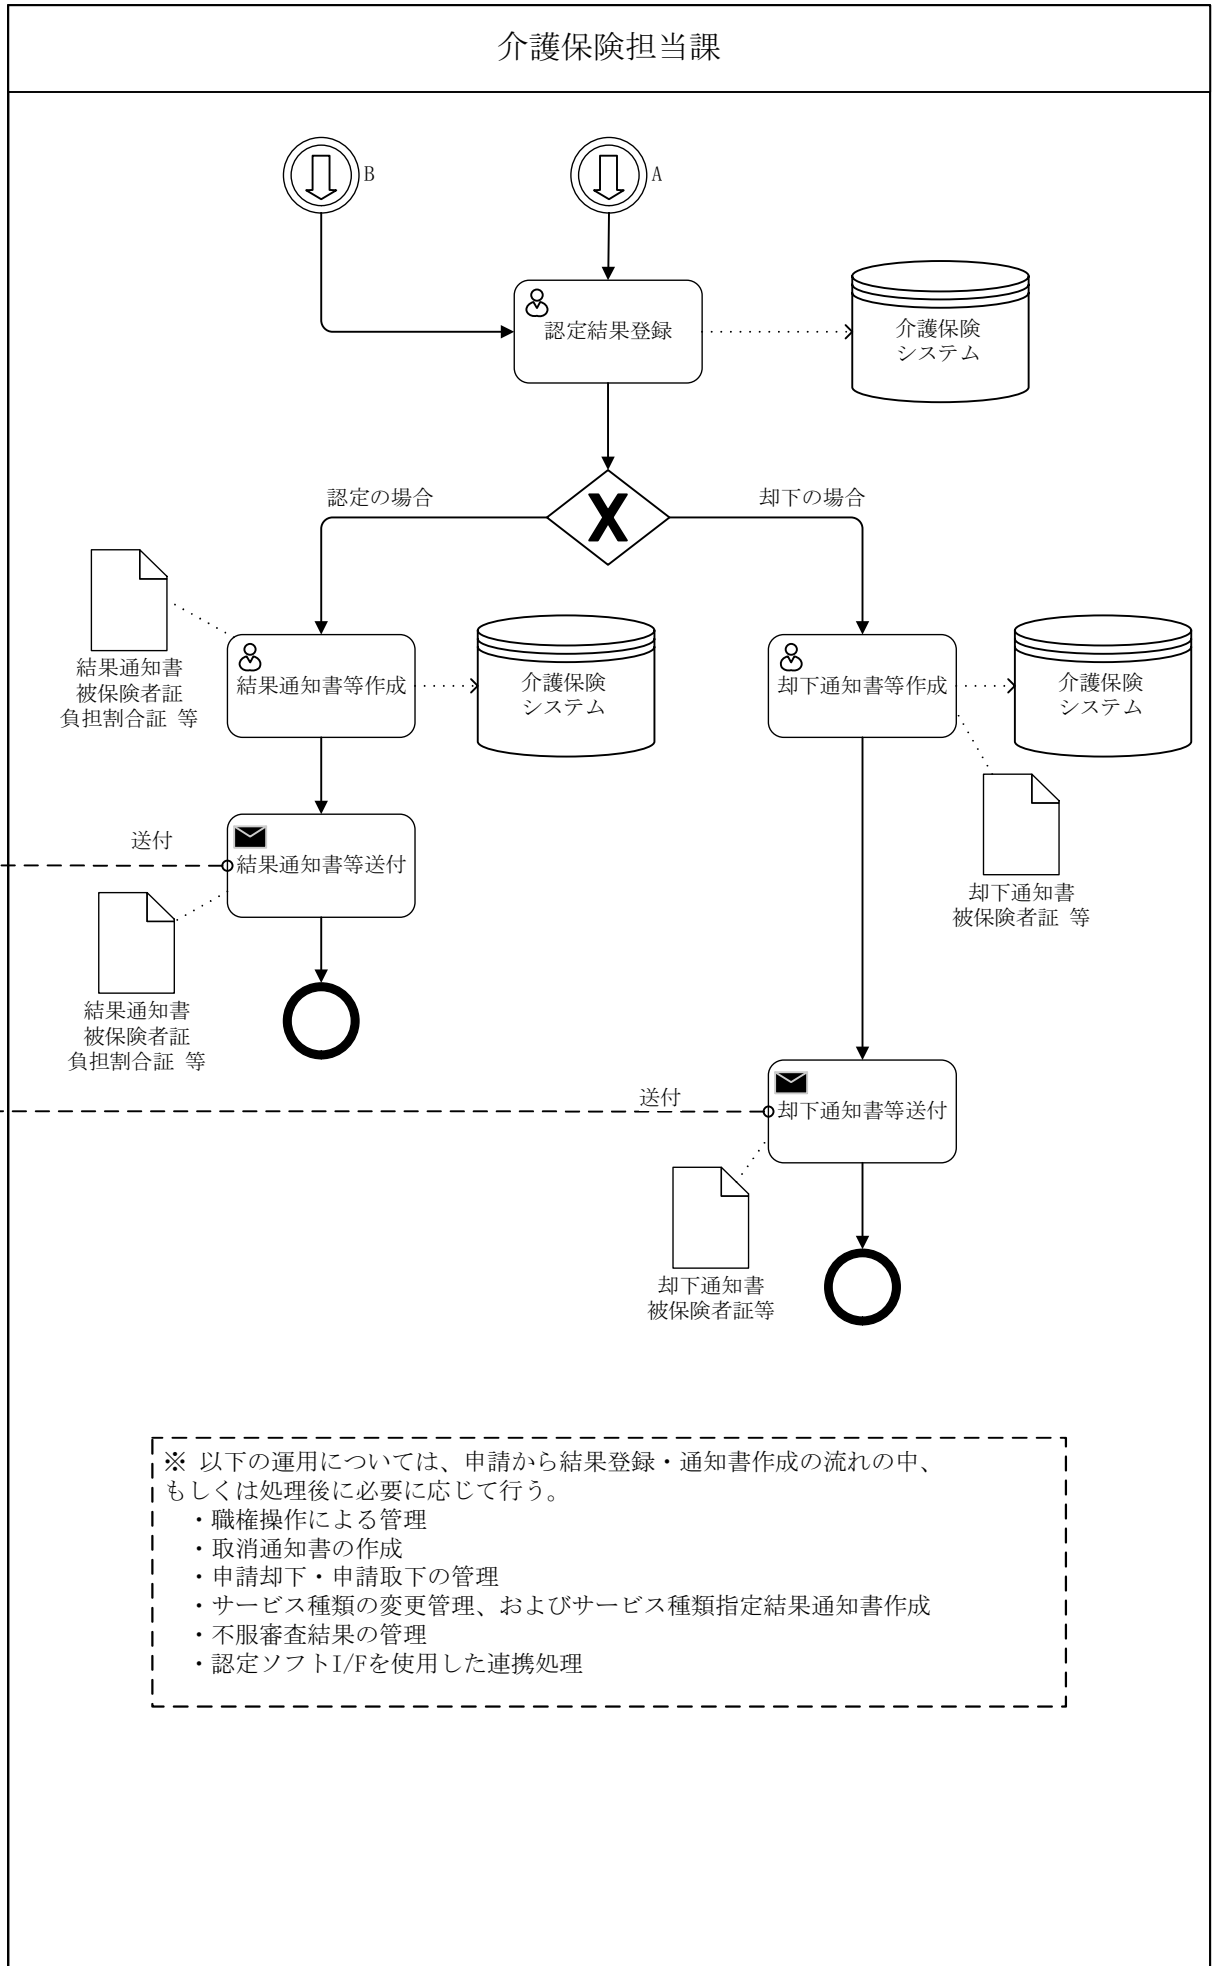 介護保険担当課
B
A
認定結果登録
介護保険
システム
認定の場合
却下の場合
結果通知書
被保険者証
負担割合証 等
結果通知書等作成
介護保険
システム
却下通知書等作成
介護保険
システム
送付
結果通知書等送付
却下通知書
被保険者証 等
結果通知書
被保険者証
負担割合証 等
送付
却下通知書等送付
却下通知書
被保険者証等
※ 以下の運用については、申請から結果登録・通知書作成の流れの中、
もしくは処理後に必要に応じて行う。
・職権操作による管理
・取消通知書の作成
・申請却下・申請取下の管理
・サービス種類の変更管理、およびサービス種類指定結果通知書作成
・不服審査結果の管理
・認定ソフトI/Fを使用した連携処理